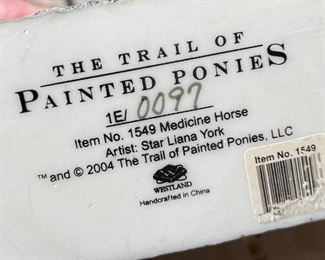 THE TRAIL OF
PAINTED PONIES
1E/ 0097
Item No. 1549 Medicine Horse
Artist: Star Liana York
™ and © 2004 The Trail of Painted Ponies, LLC
WESTLAND
Handcrafted in China
Item No. 1549